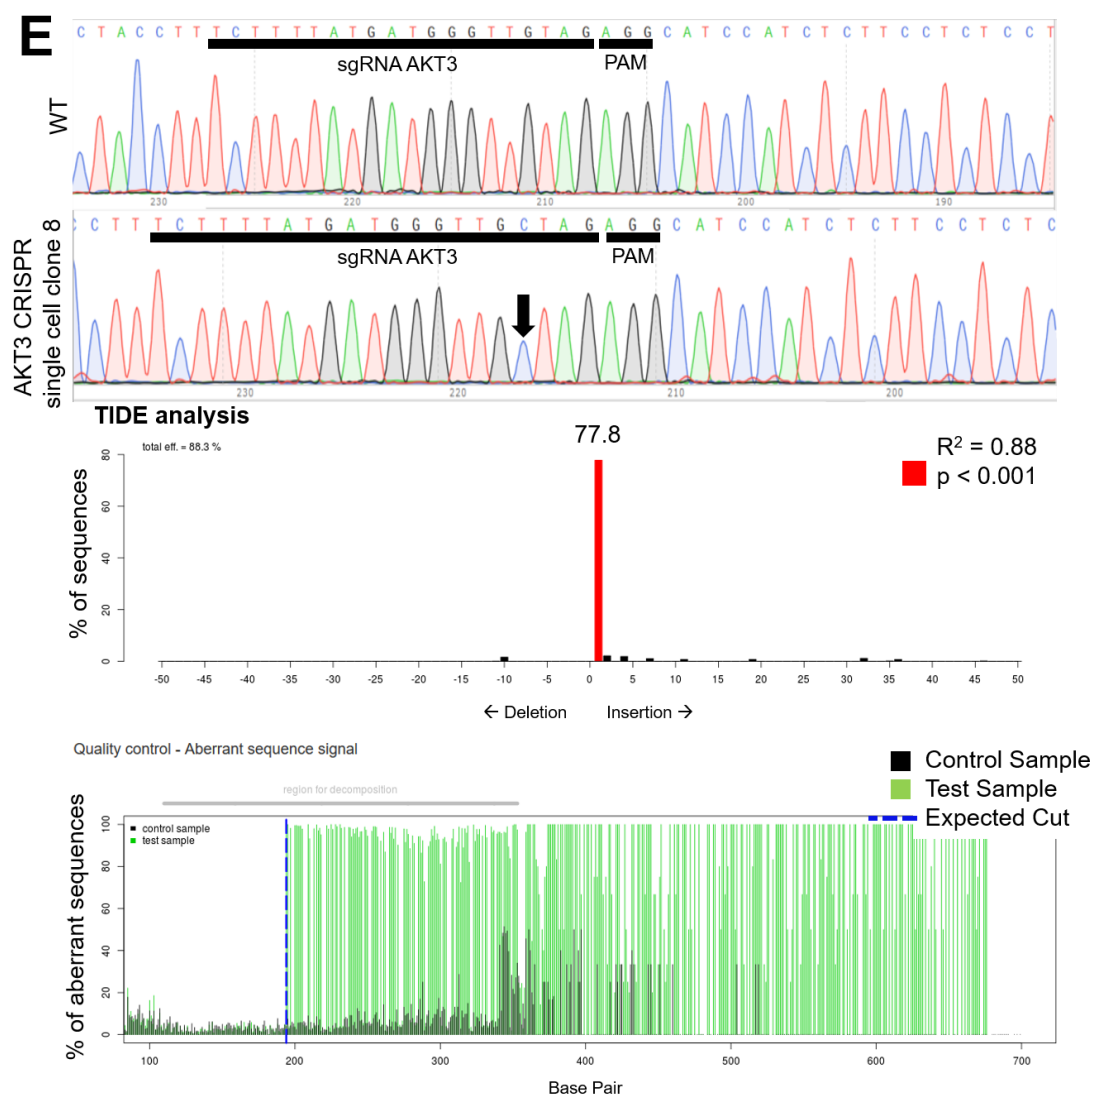 E
C T A C C T T T C T T T T A T G A T G G G T T G T A G A G G C A T C C A T C T C T T C C T C T C C T
sgRNA AKT3 PAM
WT
230 220 210 200 190
C C T T T C T T T T A T G A T G G G T T G C T A G A G G C A T C C A T C T C T T C C T C T C
sgRNA AKT3 PAM
AKT3 CRISPR
single cell clone 8
230 220 210 200
TIDE analysis
total eff. = 88.3 %
77.8
R² = 0.88
p < 0.001
% of sequences
80
60
40
20
0
-50 -45 -40 -35 -30 -25 -20 -15 -10 -5 0 5 10 15 20 25 30 35 40 45 50
← Deletion Insertion →
Quality control - Aberrant sequence signal
Control Sample
Test Sample
Expected Cut
region for decomposition
control sample
test sample
% of aberrant sequences
100
80
60
40
20
0
100 200 300 400 500 600 700
Base Pair